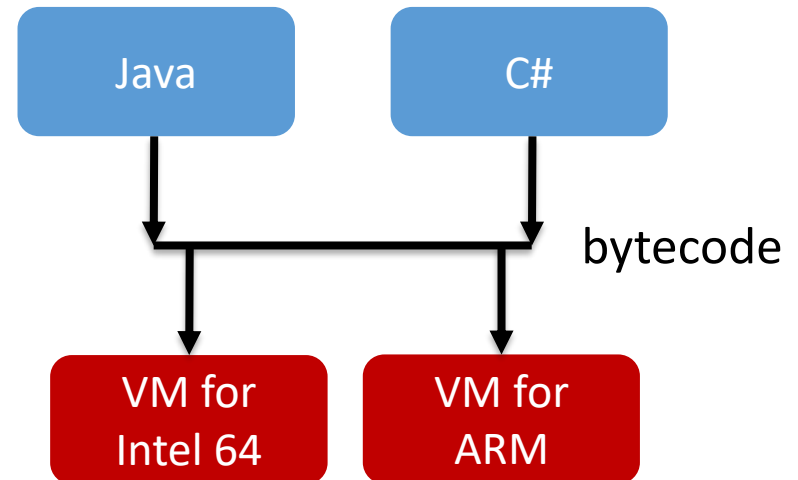 Java
C#
bytecode
VM for
Intel 64
VM for
ARM